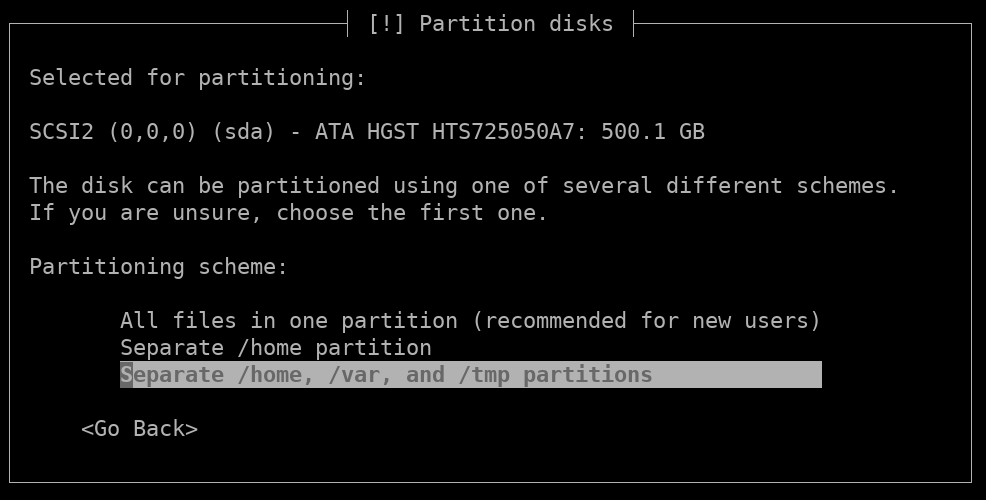 [!] Partition disks
Selected for partitioning:
SCSI2 (0,0,0) (sda) - ATA HGST HTS725050A7: 500.1 GB
The disk can be partitioned using one of several different schemes.
If you are unsure, choose the first one.
Partitioning scheme:
All files in one partition (recommended for new users)
Separate /home partition
Separate /home, /var, and /tmp partitions
<Go Back>